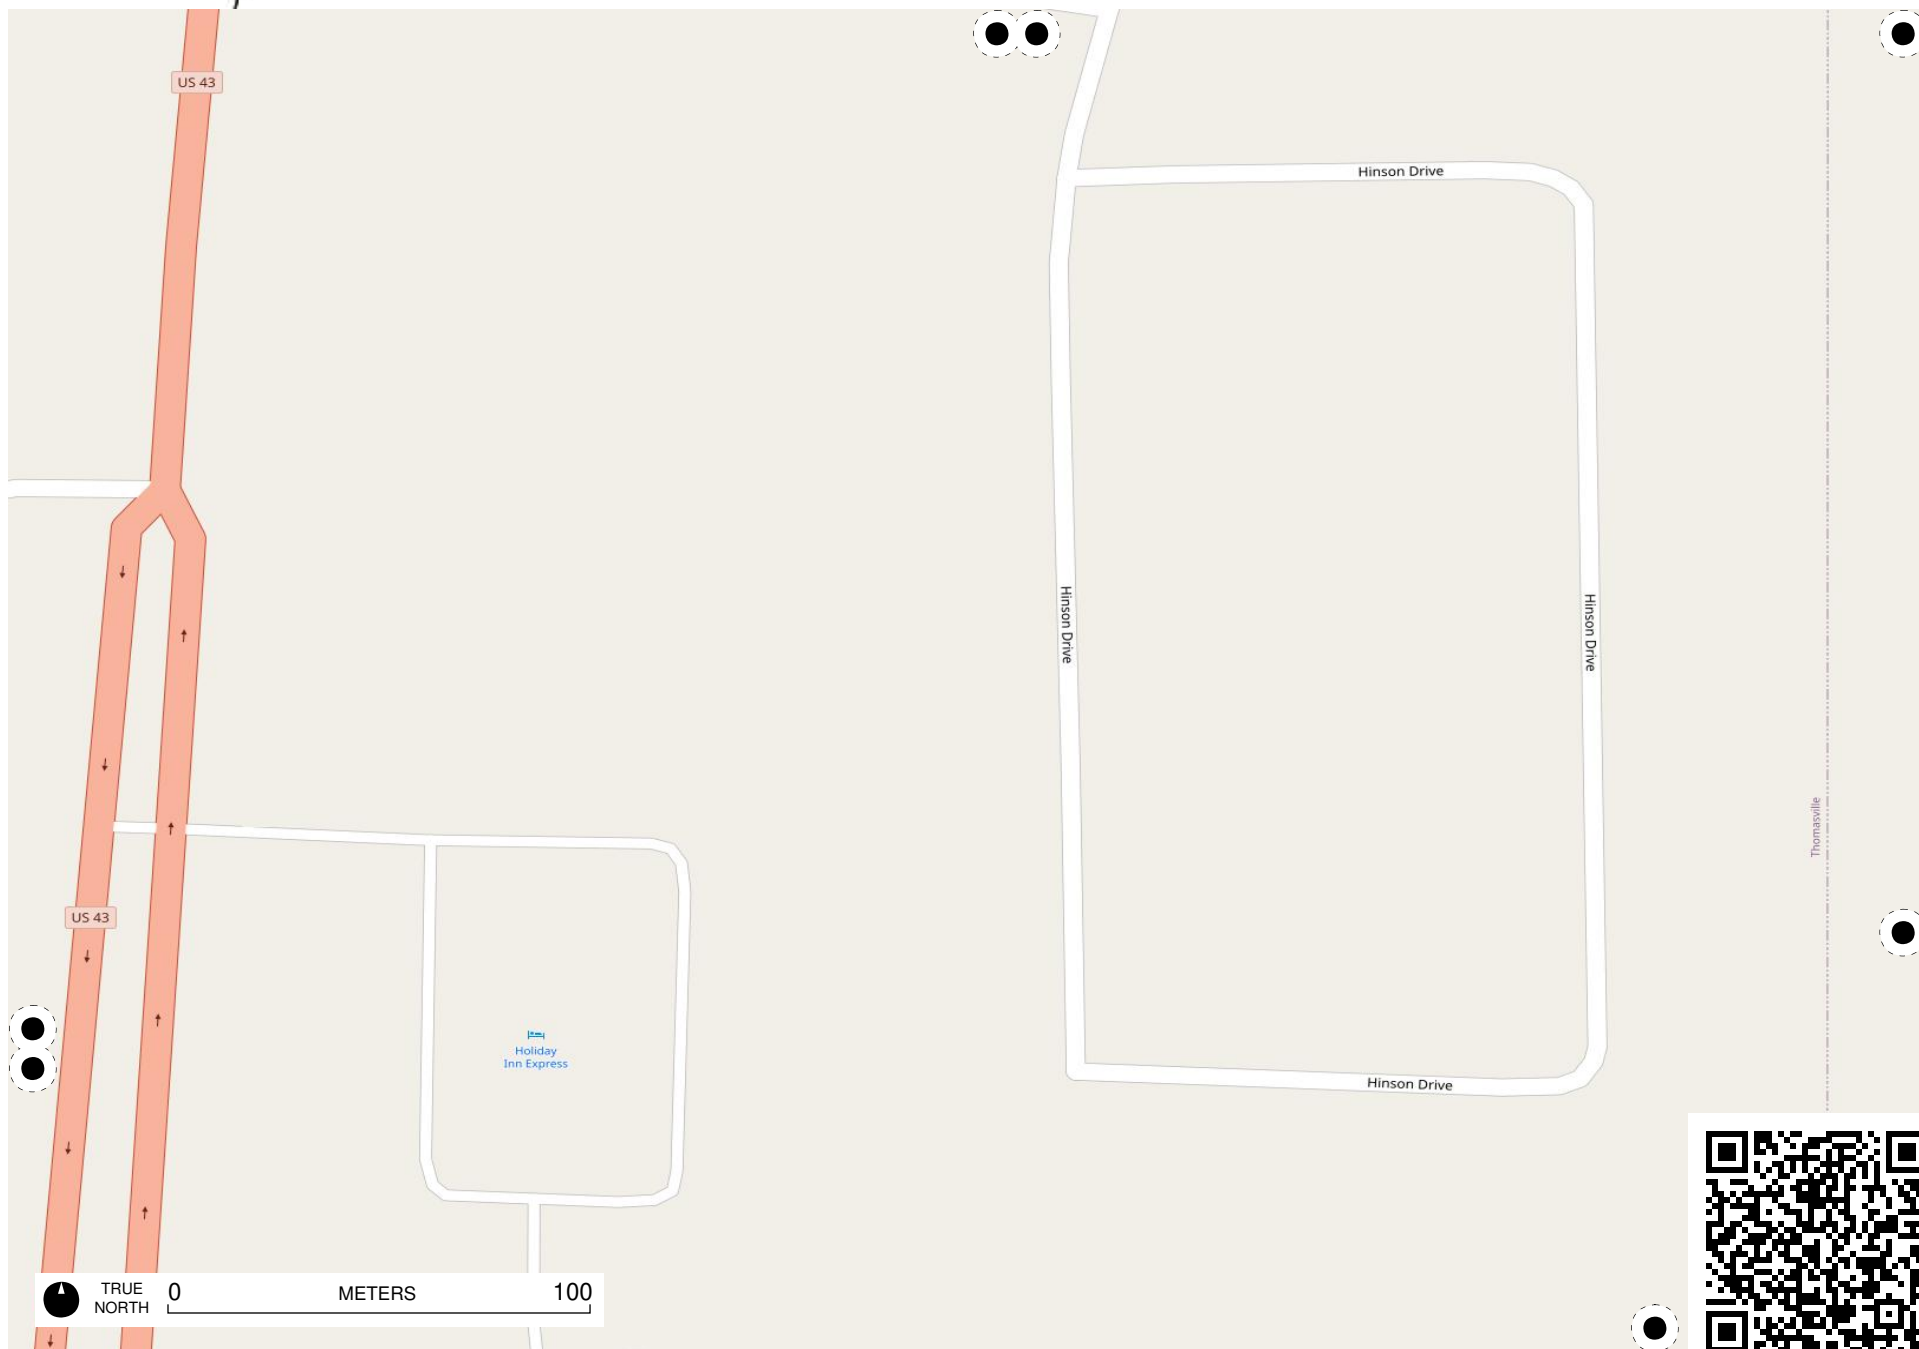 US 43
Hinson Drive
Hinson Drive
Hinson Drive
Thomasville
US 43
Holiday
Inn Express
Hinson Drive
TRUE
NORTH
0
METERS
100